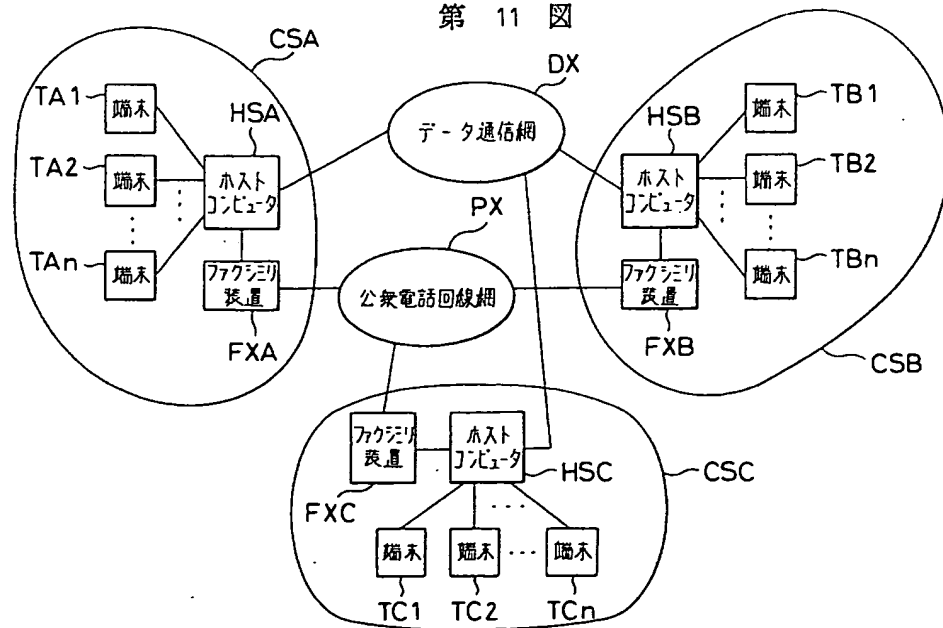 第 11 図
CSA
TA1
端末
TA2
端末
TAn
端末
HSA
ホスト
コンピュータ
ファクシミリ
装置
FXA
DX
データ通信網
PX
公衆電話回線網
HSB
ホスト
コンピュータ
ファクシミリ
装置
FXB
端末
TB1
端末
TB2
端末
TBn
CSB
ファクシミリ
装置
FXC
ホスト
コンピュータ
HSC
CSC
端末
端末
端末
TC1
TC2
TCn